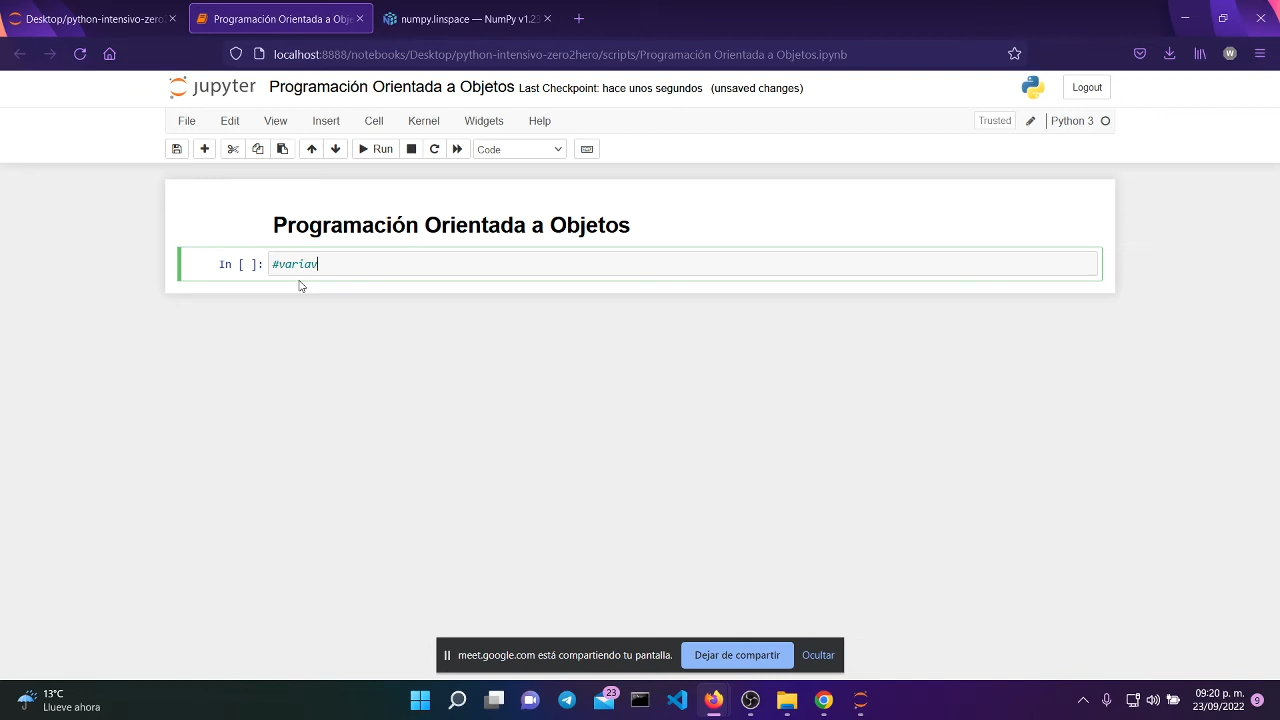 Desktop/python-intensivo-zero
Programación Orientada a Obje
numpy.linspace — NumPy v1.23
localhost:8888/notebooks/Desktop/python-intensivo-zero2hero/scripts/Programación Orientada a Objetos.ipynb
W
jupyter Programación Orientada a Objetos Last Checkpoint: hace unos segundos (unsaved changes)
Logout
File Edit View Insert Cell Kernel Widgets Help
Trusted Python 3
Run Code
Programación Orientada a Objetos
In [ ]: #variav
meet.google.com está compartiendo tu pantalla. Dejar de compartir Ocultar
13°C
Llueve ahora
23
09:20 p. m.
23/09/2022
9